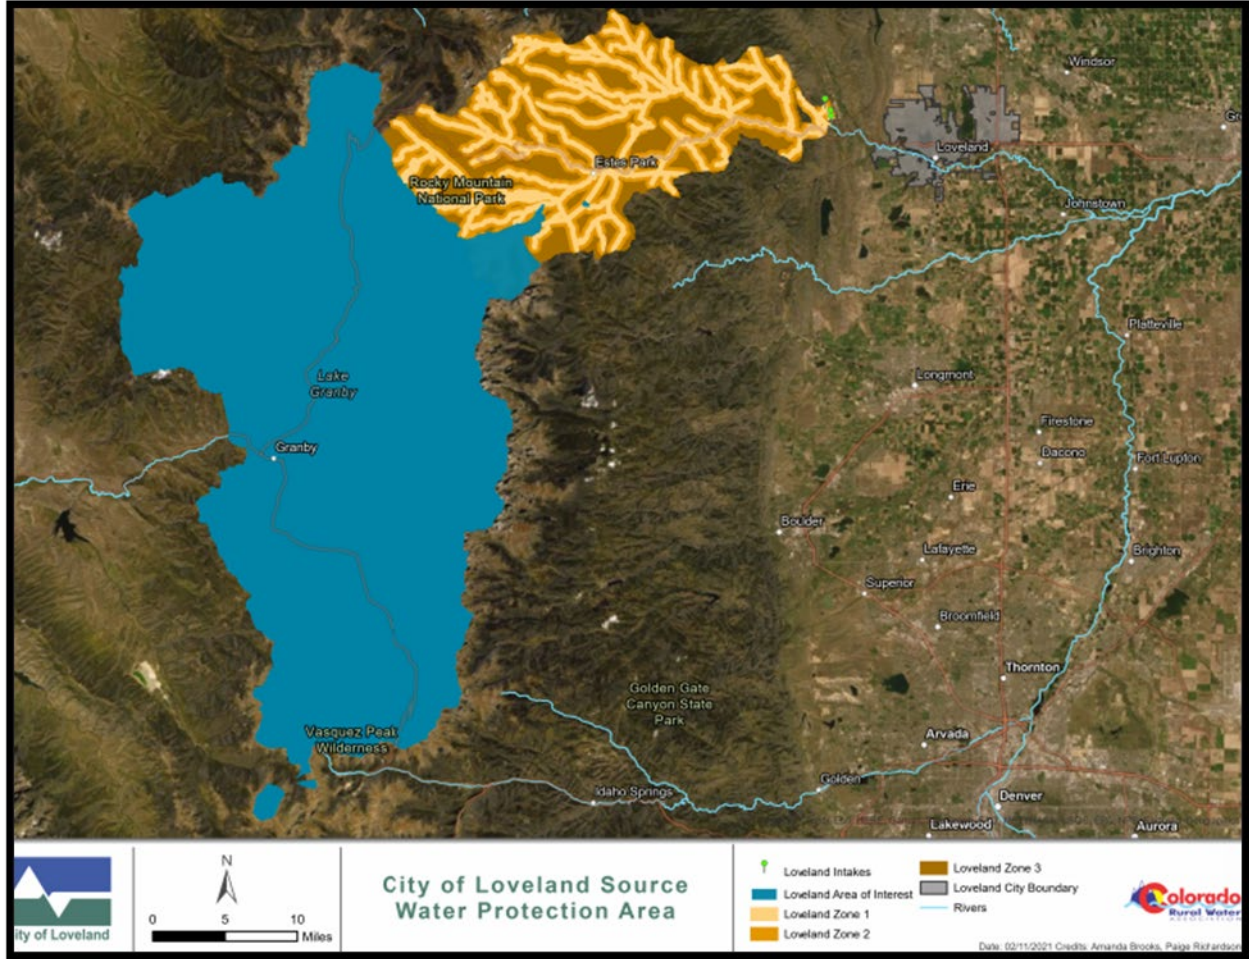 Windsor
Gr
Loveland
Estes Park
Rocky Mountain
National Park
Johnstown
Platteville
Lake
Granby
Longmont
Firestone
Granby
Dacono
Fort Lupton
Erie
Boulder
Lafayette
Brighton
Superior
Broomfield
Thornton
Golden Gate
Canyon State
Park
Vasquez Peak
Wilderness
Arvada
Golden
Idaho Springs
Denver
Lakewood
Aurora
ity of Loveland
N
0 5 10
Miles
City of Loveland Source
Water Protection Area
Loveland Intakes
Loveland Area of Interest
Loveland Zone 1
Loveland Zone 2
Loveland Zone 3
Loveland City Boundary
Rivers
Colorado
Rural Water
ASSOCIATION
Date: 02/11/2021 Credits: Amanda Brooks, Paige Richardson